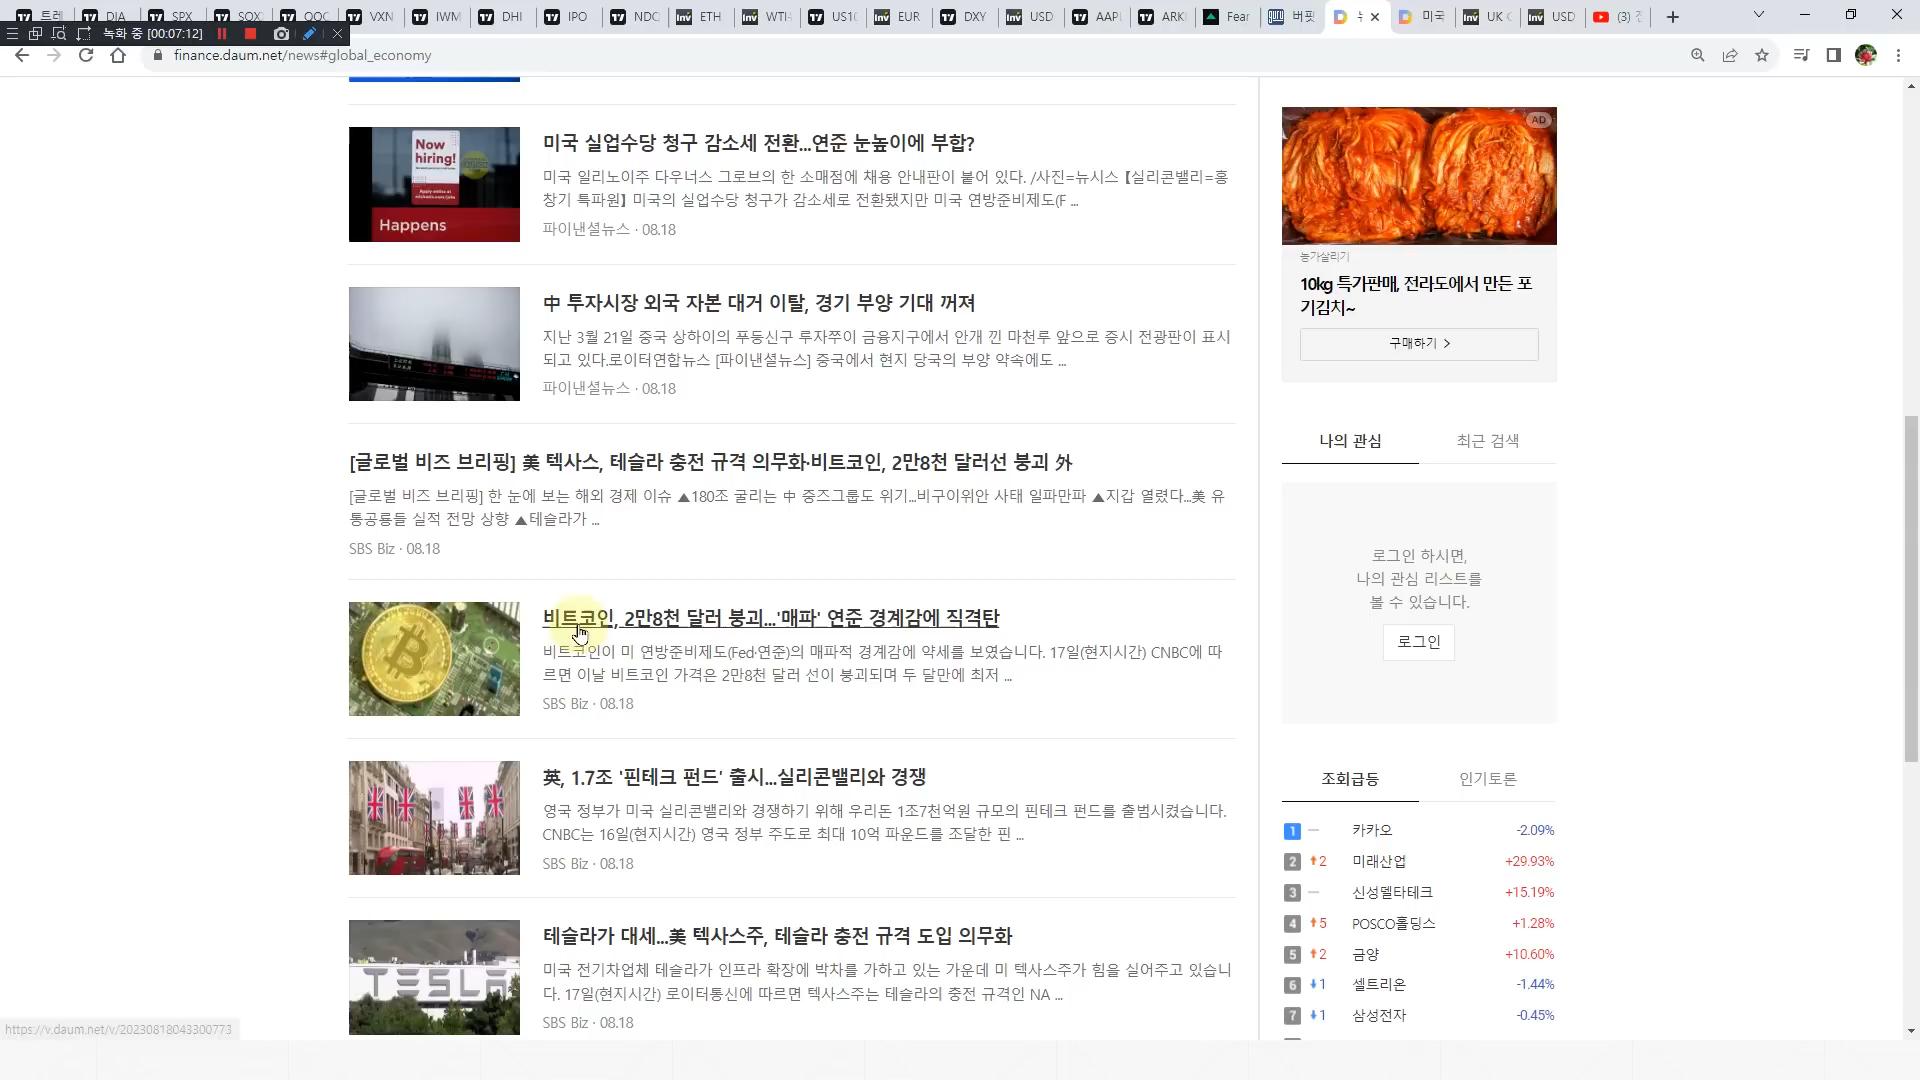 트레
DIA
SPX
SOX
QQQ
VXN
IWM
DHI
IPO
NDQ
ETH
WTI
US10
EUR
DXY
USD
AAPL
ARK
Fear
버핏
미국
UK
USD
(3)
녹화 중 [00:07:12]
finance.daum.net/news#global_economy
Now
hiring!
Happens
미국 실업수당 청구 감소세 전환...연준 눈높이에 부합?
미국 일리노이주 다우너스 그로브의 한 소매점에 채용 안내판이 붙어 있다. /사진=뉴시스【실리콘밸리=홍
창기 특파원】 미국의 실업수당 청구가 감소세로 전환됐지만 미국 연방준비제도(F ...
파이낸셜뉴스 · 08.18
中 투자시장 외국 자본 대거 이탈, 경기 부양 기대 꺼져
지난 3월 21일 중국 상하이의 푸둥신구 루자쭈이 금융지구에서 안개 낀 마천루 앞으로 증시 전광판이 표시
되고 있다.로이터연합뉴스 [파이낸셜뉴스] 중국에서 현지 당국의 부양 약속에도 ...
파이낸셜뉴스 · 08.18
[글로벌 비즈 브리핑] 美 텍사스, 테슬라 충전 규격 의무화·비트코인, 2만8천 달러선 붕괴 外
[글로벌 비즈 브리핑] 한 눈에 보는 해외 경제 이슈 ▲180조 굴리는 中 중즈그룹도 위기...비구이위안 사태 일파만파 ▲지갑 열렸다...美 유
통공룡들 실적 전망 상향 ▲테슬라가 ...
SBS Biz · 08.18
비트코인, 2만8천 달러 붕괴...'매파' 연준 경계감에 직격탄
비트코인이 미 연방준비제도(Fed·연준)의 매파적 경계감에 약세를 보였습니다. 17일(현지시간) CNBC에 따
르면 이날 비트코인 가격은 2만8천 달러 선이 붕괴되며 두 달만에 최저 ...
SBS Biz · 08.18
英, 1.7조 '핀테크 펀드' 출시...실리콘밸리와 경쟁
영국 정부가 미국 실리콘밸리와 경쟁하기 위해 우리돈 1조7천억원 규모의 핀테크 펀드를 출범시켰습니다.
CNBC는 16일(현지시간) 영국 정부 주도로 최대 10억 파운드를 조달한 핀 ...
SBS Biz · 08.18
TESLA
테슬라가 대세...美 텍사스주, 테슬라 충전 규격 도입 의무화
미국 전기차업체 테슬라가 인프라 확장에 박차를 가하고 있는 가운데 미 텍사스주가 힘을 실어주고 있습니
다. 17일(현지시간) 로이터통신에 따르면 텍사스주는 테슬라의 충전 규격인 NA ...
SBS Biz · 08.18
AD
농가살리기
10kg 특가판매, 전라도에서 만든 포
기김치~
구매하기 >
나의 관심
최근 검색
로그인 하시면,
나의 관심 리스트를
볼 수 있습니다.
로그인
조회급등
인기토론
1 카카오 -2.09%
2 2 미래산업 +29.93%
3 신성델타테크 +15.19%
4 5 POSCO홀딩스 +1.28%
5 2 금양 +10.60%
6 1 셀트리온 -1.44%
7 1 삼성전자 -0.45%
https://v.daum.net/v/20230818043300773